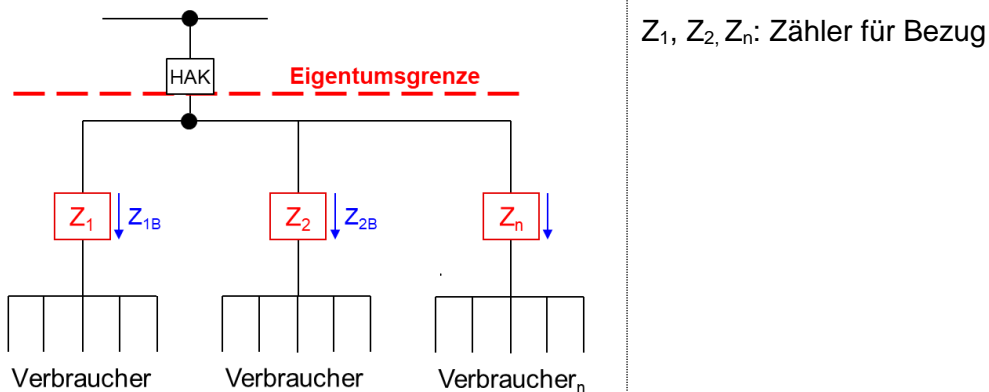 Z₁, Z₂, Zₙ: Zähler für Bezug
HAK
Eigentumsgrenze
Z₁ Z₁B Z₂ Z₂B Zₙ
Verbraucher Verbraucher Verbraucherₙ